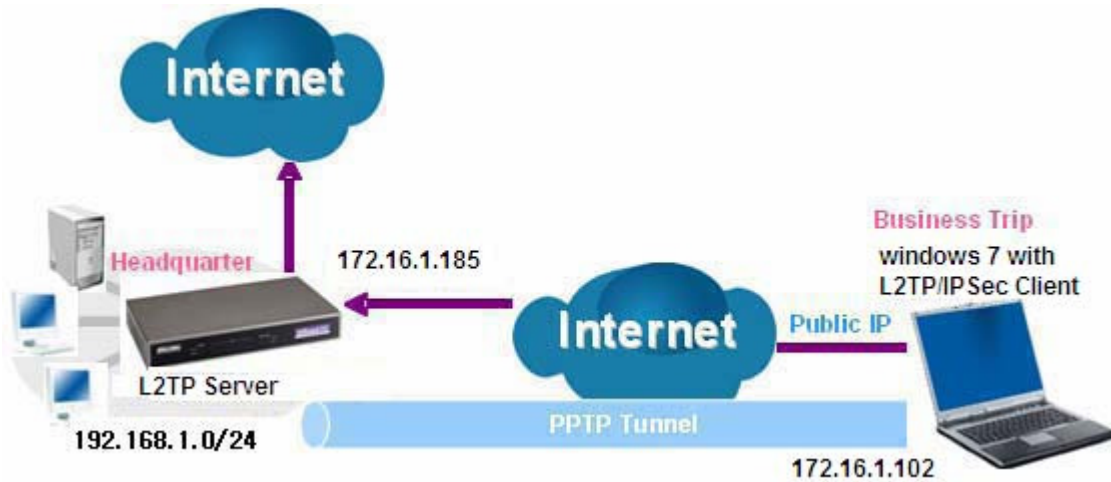 Internet
Business Trip
windows 7 with
L2TP/IPSec Client
Headquarter
172.16.1.185
Internet
Public IP
L2TP Server
192.168.1.0/24
PPTP Tunnel
172.16.1.102